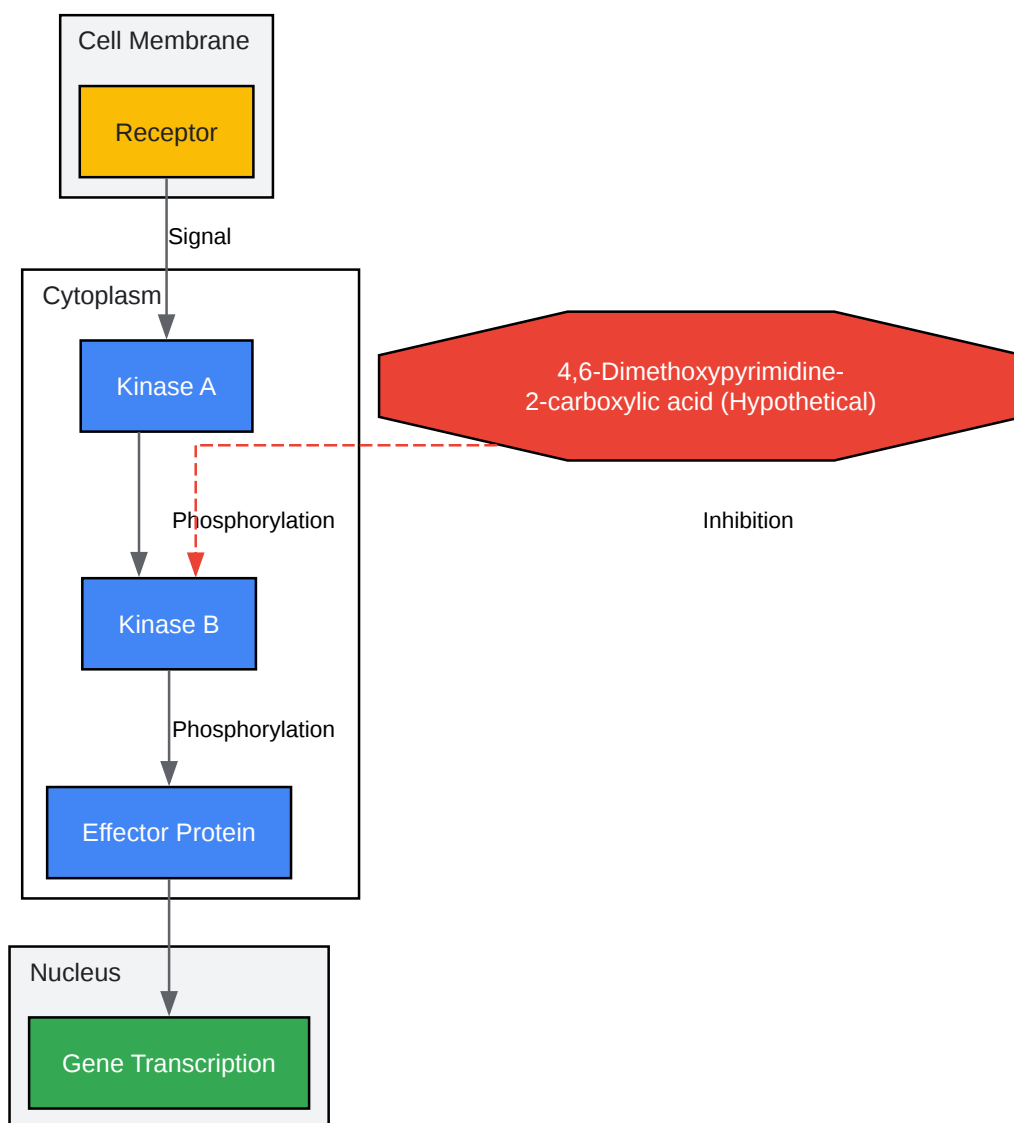 Cell Membrane
Receptor
Signal
Cytoplasm
Kinase A
4,6-Dimethoxypyrimidine-
2-carboxylic acid (Hypothetical)
Phosphorylation
Inhibition
Kinase B
Phosphorylation
Effector Protein
Nucleus
Gene Transcription